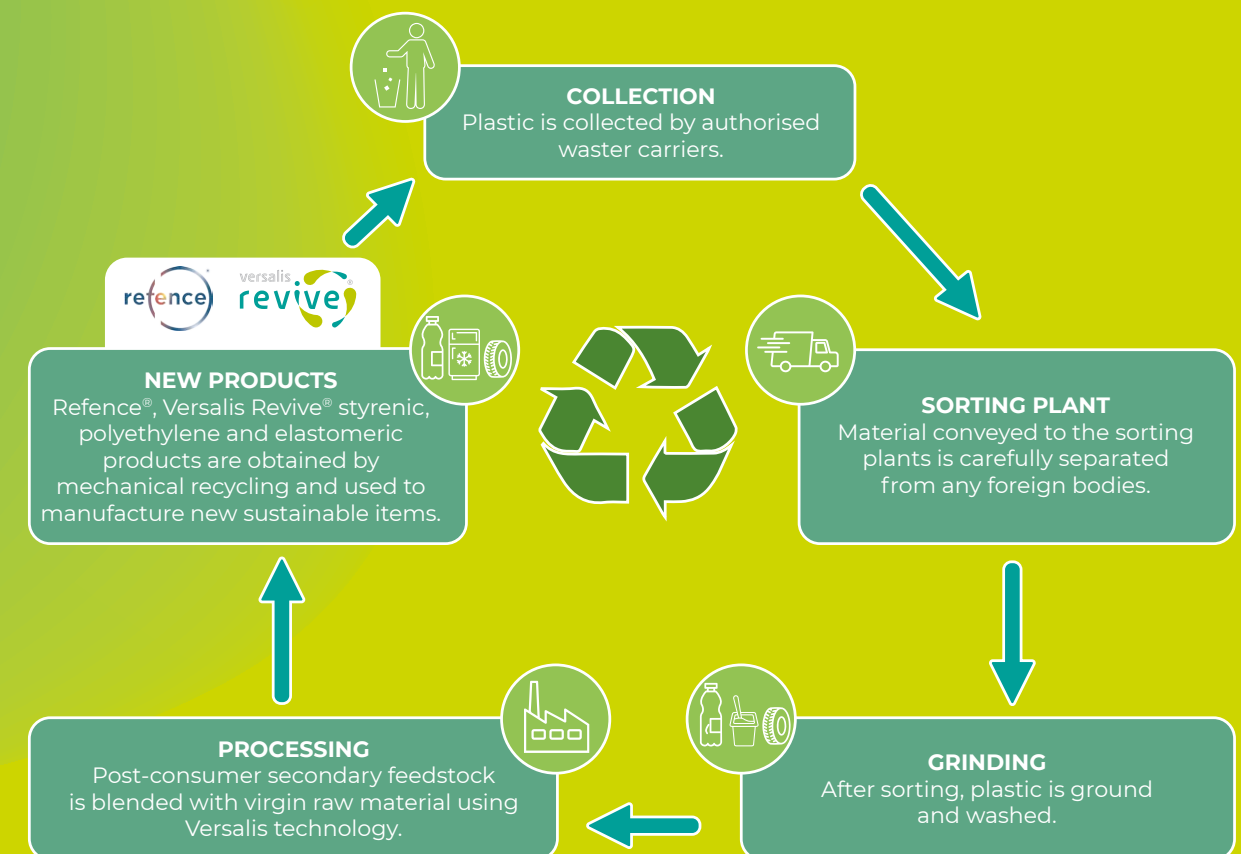 COLLECTION
Plastic is collected by authorised
waster carriers.
refence
versalis
revive®
NEW PRODUCTS
Refence®, Versalis Revive® styrenic,
polyethylene and elastomeric
products are obtained by
mechanical recycling and used to
manufacture new sustainable items.
SORTING PLANT
Material conveyed to the sorting
plants is carefully separated
from any foreign bodies.
PROCESSING
Post-consumer secondary feedstock
is blended with virgin raw material using
Versalis technology.
GRINDING
After sorting, plastic is ground
and washed.